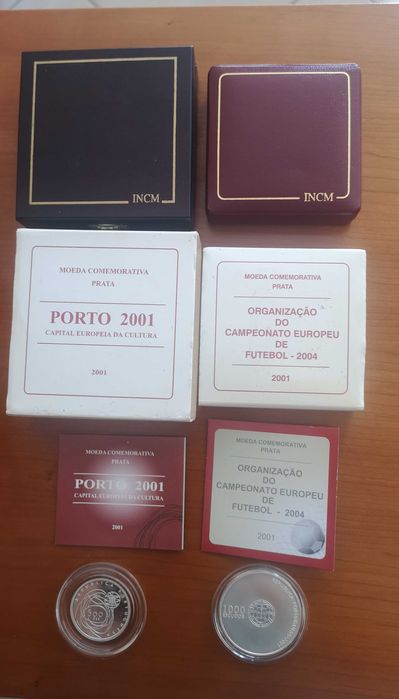 INCM
INCM
MOEDA COMEMORATIVA
PRATA
PORTO 2001
CAPITAL EUROPEIA DA CULTURA
2001
MOEDA COMEMORATIVA
PRATA
ORGANIZAÇÃO
DO
CAMPEONATO EUROPEU
DE
FUTEBOL - 2004
2001
MOEDA COMEMORATIVA
PRATA
PORTO 2001
CAPITAL EUROPEIA DA CULTURA
2001
MOEDA COMEMORATIVA
PRATA
ORGANIZAÇÃO
DO
CAMPEONATO EUROPEU
DE
FUTEBOL - 2004
2001
1000
ESCUDOS